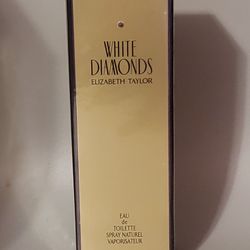 WHITE
DIAMONDS
ELIZABETH TAYLOR
EAU
de
TOILETTE
SPRAY NATUREL
VAPORISATEUR